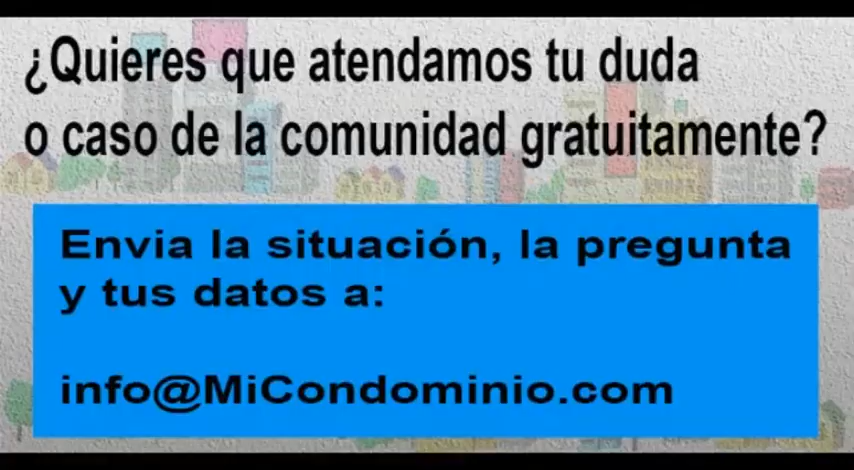 ¿Quieres que atendamos tu duda
o caso de la comunidad gratuitamente?
Envia la situación, la pregunta
y tus datos a:
info@MiCondominio.com